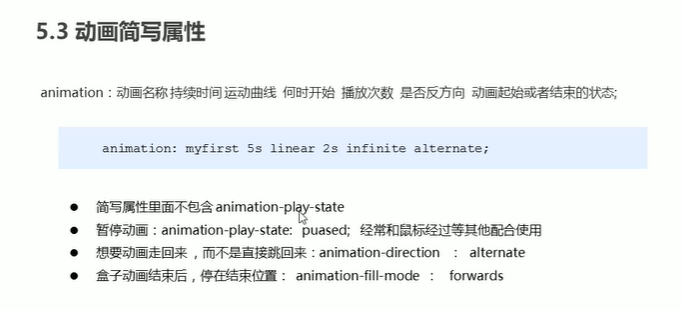 5.3 动画简写属性
animation：动画名称 持续时间 运动曲线 何时开始 播放次数 是否反方向 动画起始或者结束的状态;
animation: myfirst 5s linear 2s infinite alternate;
● 简写属性里面不包含 animation-play-state
● 暂停动画：animation-play-state: puased; 经常和鼠标经过等其他配合使用
● 想要动画走回来，而不是直接跳回来：animation-direction ： alternate
● 盒子动画结束后，停在结束位置： animation-fill-mode ： forwards